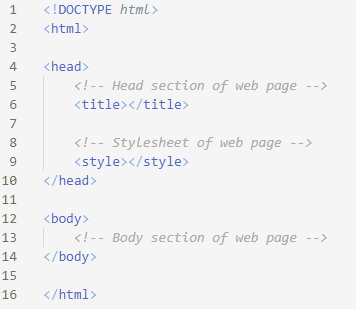 1 <!DOCTYPE html>
2 <html>
3
4 <head>
5     <!-- Head section of web page -->
6     <title></title>
7
8     <!-- Stylesheet of web page -->
9     <style></style>
10 </head>
11
12 <body>
13     <!-- Body section of web page -->
14 </body>
15
16 </html>